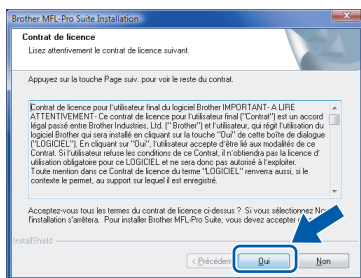 Brother MFL-Pro Suite Installation
Contrat de licence
Lisez attentivement le contrat de licence suivant.
Appuyez sur la touche Page suiv. pour voir le reste du contrat.
Contrat de licence pour l'utilisateur final du logiciel Brother IMPORTANT- A LIRE
ATTENTIVEMENT- Ce contrat de licence pour l'utilisateur final ("Contrat") est un accord
légal passé entre Brother Industries, Ltd. (" Brother") et l'utilisateur, qui régit l'utilisation du
logiciel Brother qui sera installé en cliquant sur la touche "Oui" de cette boîte de dialogue
("LOGICIEL"). En cliquant sur "Oui", l'utilisateur accepte d'être lié aux modalités de ce
Contrat. Si l'utilisateur refuse les conditions de ce Contrat, il n'obtiendra pas la licence d'
utilisation obligatoire pour ce LOGICIEL et ne sera donc pas autorisé à l'exploiter.
Toute mention dans ce Contrat de licence du terme "LOGICIEL" renverra aussi, si le
contexte le permet, au support sur lequel il est enregistré.
Acceptez-vous tous les termes du contrat de licence ci-dessus ? Si vous sélectionnez
l'installation s'arrêtera. Pour installer Brother MFL-Pro Suite, vous devez accepter
InstallShield
< Précéden
Oui
Non